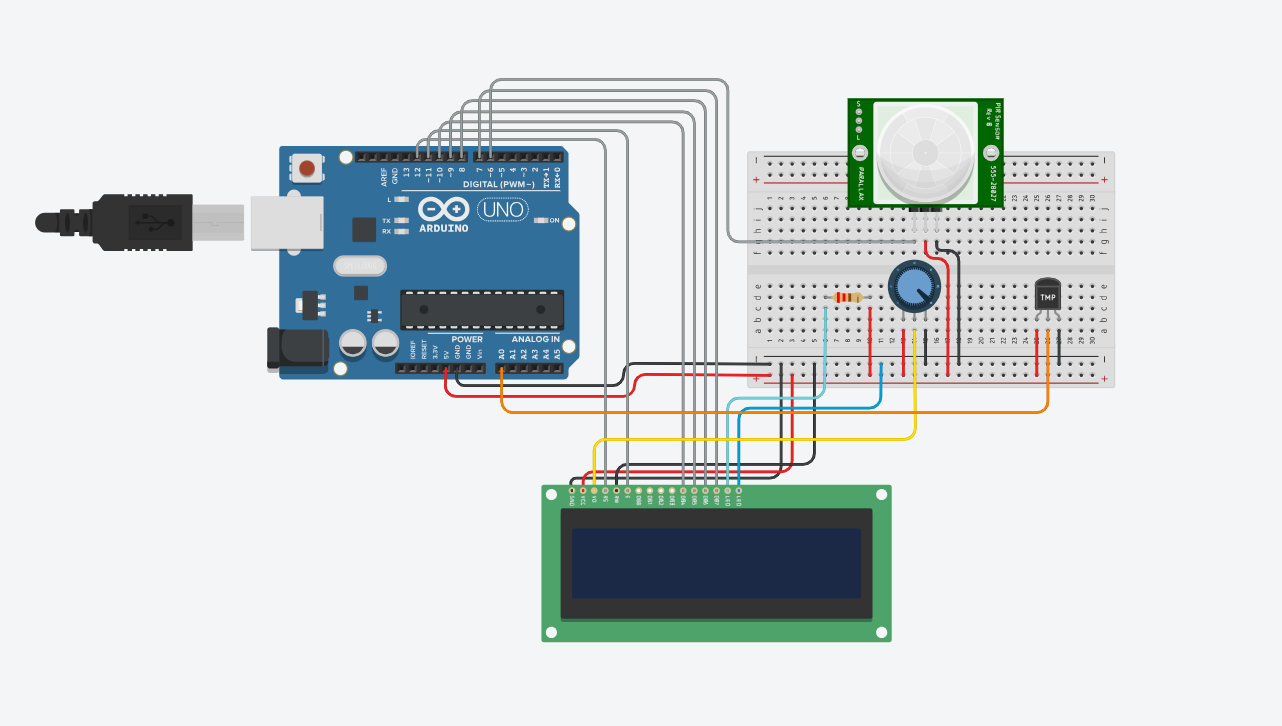 AREF
GND
13
12
~11
~10
~9
8
7
~6
~5
4
~3
2
TX→1
RX←0
DIGITAL (PWM~)
L
TX
RX
ARDUINO
UNO
ON
POWER
ANALOG IN
IOREF
RESET
3.3V
5V
GND
GND
Vin
A0
A1
A2
A3
A4
A5
S
L
PIR Sensor
Rev B
PARALLAX
555-28027
TMP
GND
VCC
V0
RS
RW
E
DB0
DB1
DB2
DB3
DB4
DB5
DB6
DB7
LED
LED